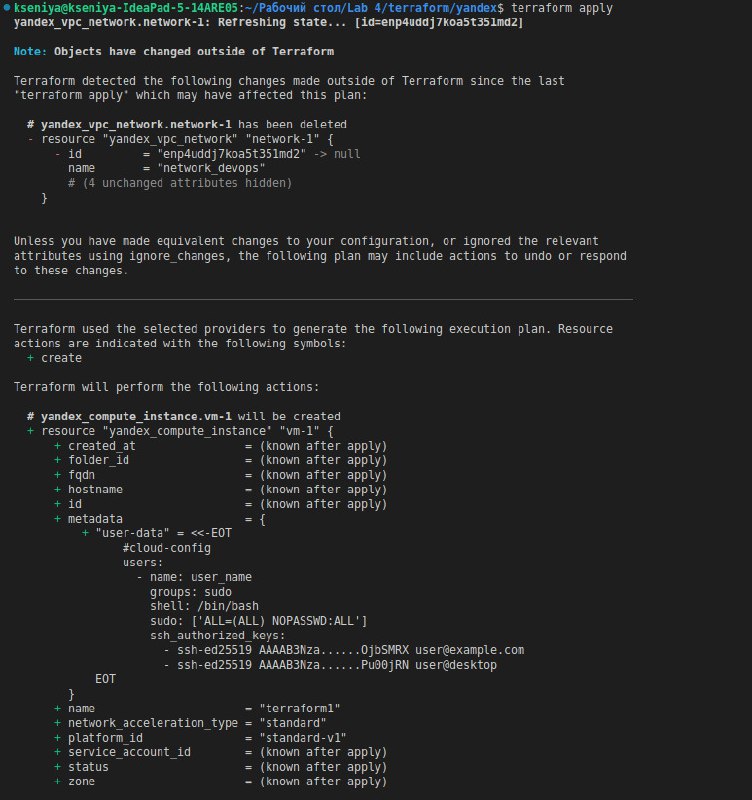 kseniya@kseniya-IdeaPad-5-14ARE05:~/Рабочий стол/Lab 4/terraform/yandex$ terraform apply
yandex_vpc_network.network-1: Refreshing state... [id=enp4uddj7koa5t351md2]
Note: Objects have changed outside of Terraform
Terraform detected the following changes made outside of Terraform since the last
"terraform apply" which may have affected this plan:
# yandex_vpc_network.network-1 has been deleted
- resource "yandex_vpc_network" "network-1" {
- id = "enp4uddj7koa5t351md2" -> null
name = "network_devops"
# (4 unchanged attributes hidden)
}
Unless you have made equivalent changes to your configuration, or ignored the relevant
attributes using ignore_changes, the following plan may include actions to undo or respond
to these changes.
Terraform used the selected providers to generate the following execution plan. Resource
actions are indicated with the following symbols:
+ create
Terraform will perform the following actions:
# yandex_compute_instance.vm-1 will be created
+ resource "yandex_compute_instance" "vm-1" {
+ created_at = (known after apply)
+ folder_id = (known after apply)
+ fqdn = (known after apply)
+ hostname = (known after apply)
+ id = (known after apply)
+ metadata = {
+ "user-data" = <<-EOT
#cloud-config
users:
- name: user_name
groups: sudo
shell: /bin/bash
sudo: ['ALL=(ALL) NOPASSWD:ALL']
ssh_authorized_keys:
- ssh-ed25519 AAAAB3Nza......OjbSMRX user@example.com
- ssh-ed25519 AAAAB3Nza......Pu00jRN user@desktop
EOT
}
+ name = "terraform1"
+ network_acceleration_type = "standard"
+ platform_id = "standard-v1"
+ service_account_id = (known after apply)
+ status = (known after apply)
+ zone = (known after apply)